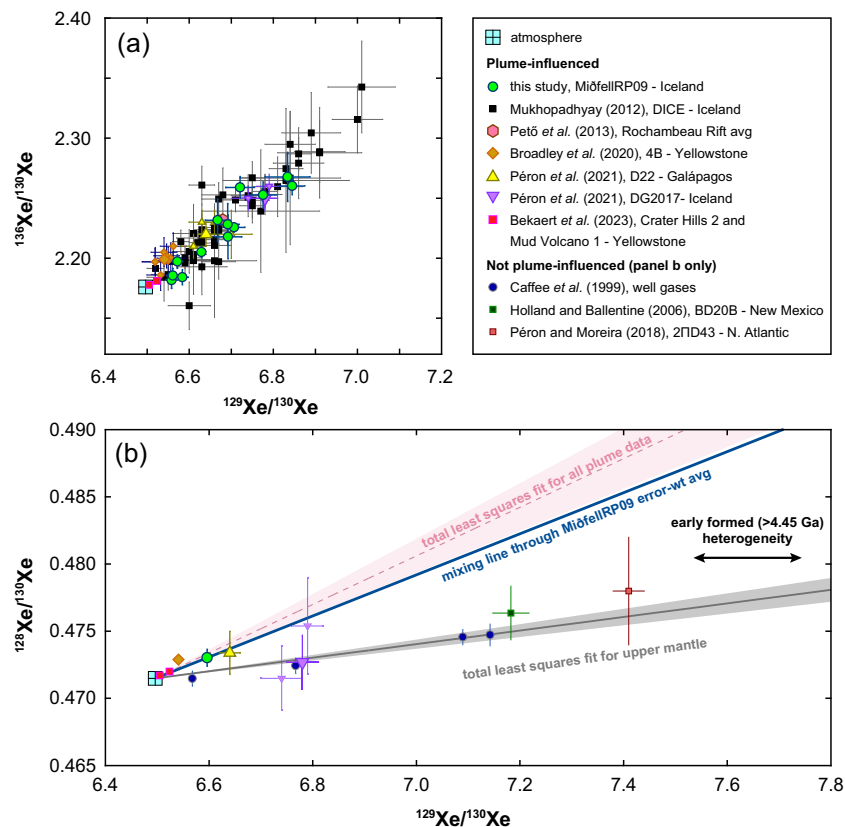 (a)
2.40
2.30
2.20
136Xe/130Xe
6.4 6.6 6.8 7.0 7.2
129Xe/130Xe
atmosphere
Plume-influenced
this study, MiðfellRP09 - Iceland
Mukhopadhyay (2012), DICE - Iceland
Pető et al. (2013), Rochambeau Rift avg
Broadley et al. (2020), 4B - Yellowstone
Péron et al. (2021), D22 - Galápagos
Péron et al. (2021), DG2017- Iceland
Bekaert et al. (2023), Crater Hills 2 and
Mud Volcano 1 - Yellowstone
Not plume-influenced (panel b only)
Caffee et al. (1999), well gases
Holland and Ballentine (2006), BD20B - New Mexico
Péron and Moreira (2018), 2ΠD43 - N. Atlantic
(b)
0.490
0.485
0.480
0.475
0.470
0.465
128Xe/130Xe
total least squares fit for all plume data
mixing line through MiðfellRP09 error-wt avg
early formed (>4.45 Ga)
heterogeneity
total least squares fit for upper mantle
6.4 6.6 6.8 7.0 7.2 7.4 7.6 7.8
129Xe/130Xe